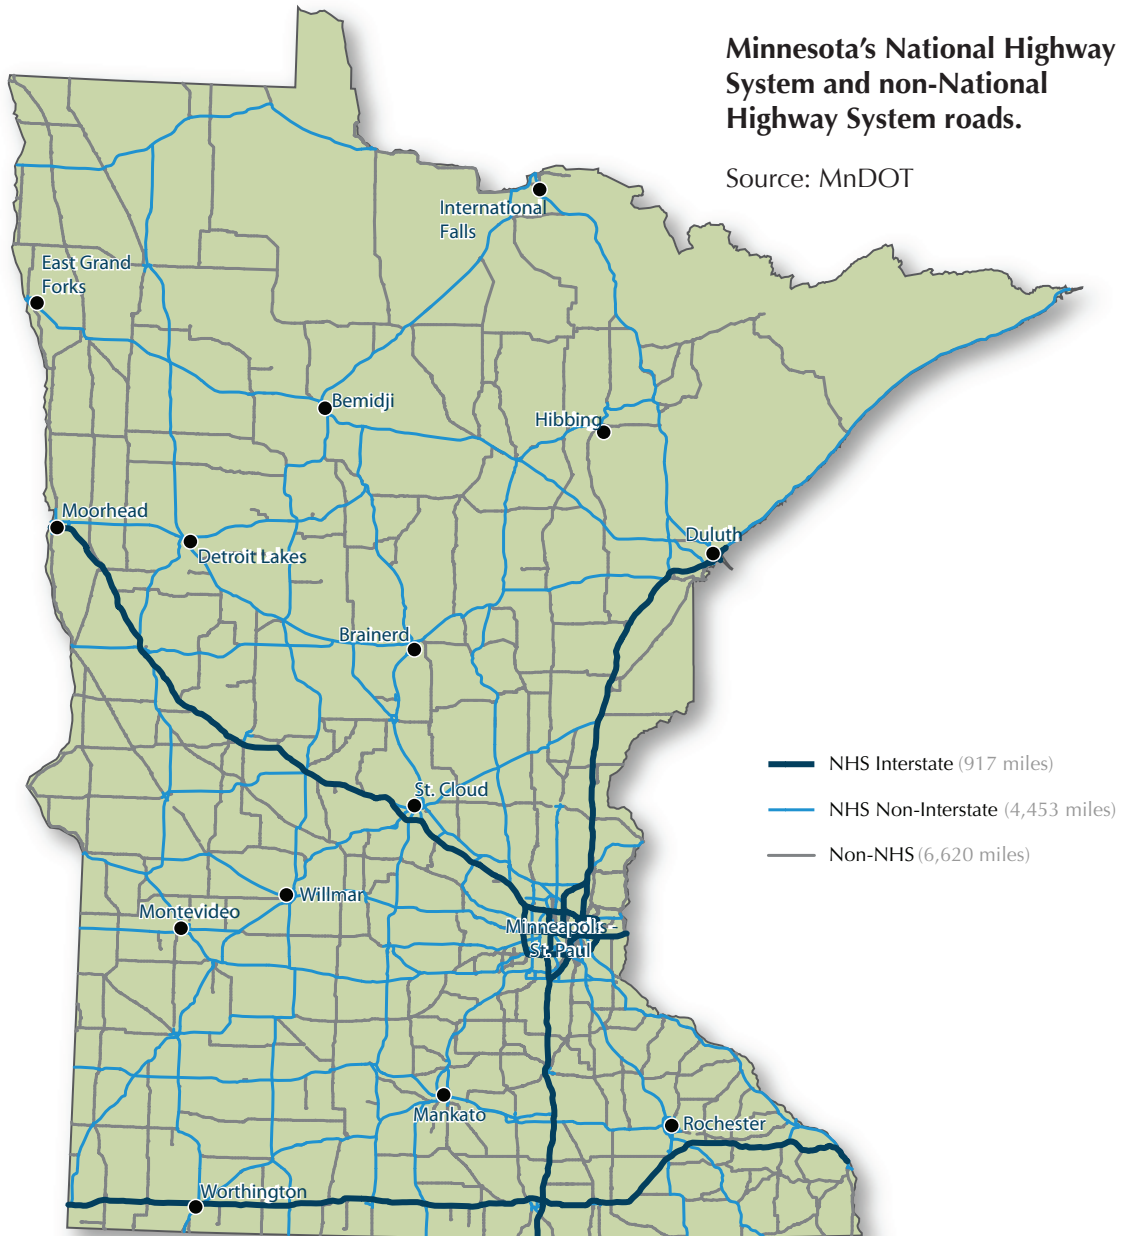 Minnesota’s National Highway
System and non-National
Highway System roads.
Source: MnDOT
International
Falls
East Grand
Forks
Bemidji
Hibbing
Moorhead
Detroit Lakes
Duluth
Brainerd
St. Cloud
NHS Interstate (917 miles)
NHS Non-Interstate (4,453 miles)
Non-NHS (6,620 miles)
Willmar
Montevideo
Minneapolis -
St. Paul
Mankato
Rochester
Worthington